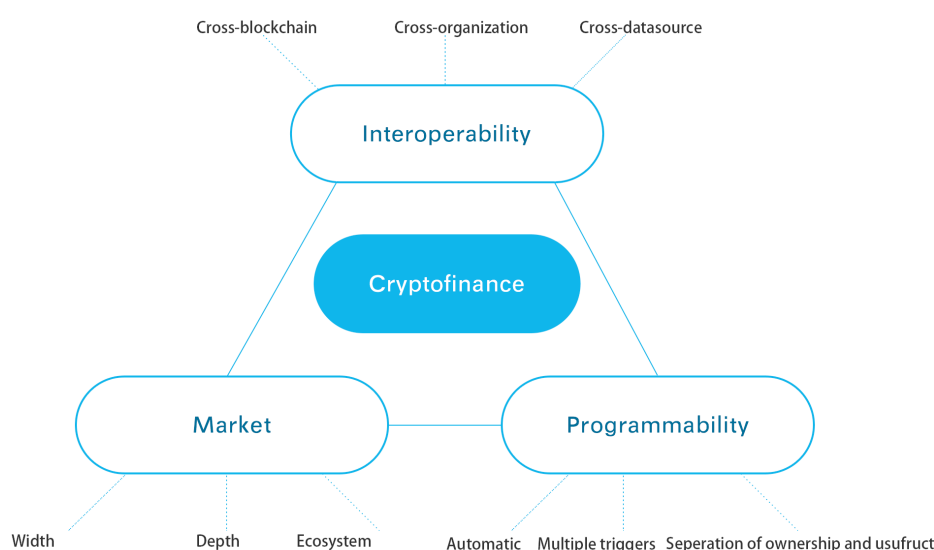 Cross-blockchain
Cross-organization
Cross-datasource
Interoperability
Cryptofinance
Market
Programmability
Width
Depth
Ecosystem
Automatic
Multiple triggers
Seperation of ownership and usufruct